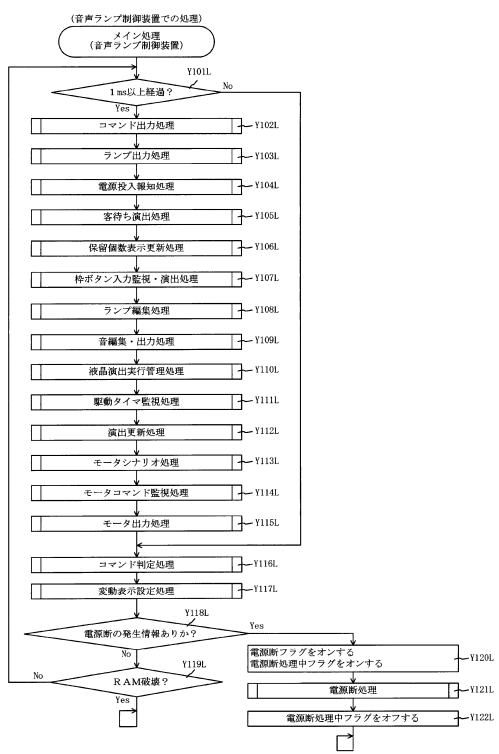 (音声ランプ制御装置での処理)
メイン処理
(音声ランプ制御装置)
Y101L
1ms以上経過?
No
Yes
コマンド出力処理
Y102L
ランプ出力処理
Y103L
電源投入報知処理
Y104L
客待ち演出処理
Y105L
保留個数表示更新処理
Y106L
枠ボタン入力監視・演出処理
Y107L
ランプ編集処理
Y108L
音編集・出力処理
Y109L
液晶演出実行管理処理
Y110L
駆動タイマ監視処理
Y111L
演出更新処理
Y112L
モータシナリオ処理
Y113L
モータコマンド監視処理
Y114L
モータ出力処理
Y115L
コマンド判定処理
Y116L
変動表示設定処理
Y117L
Y118L
電源断の発生情報ありか?
Yes
No
電源断フラグをオンする
電源断処理中フラグをオンする
Y120L
Y119L
RAM破壊?
No
Yes
電源断処理
Y121L
電源断処理中フラグをオフする
Y122L